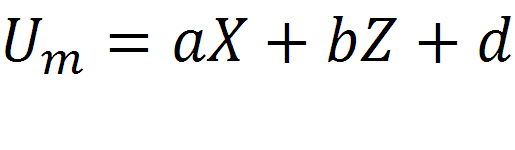 U_m = aX + bZ + d